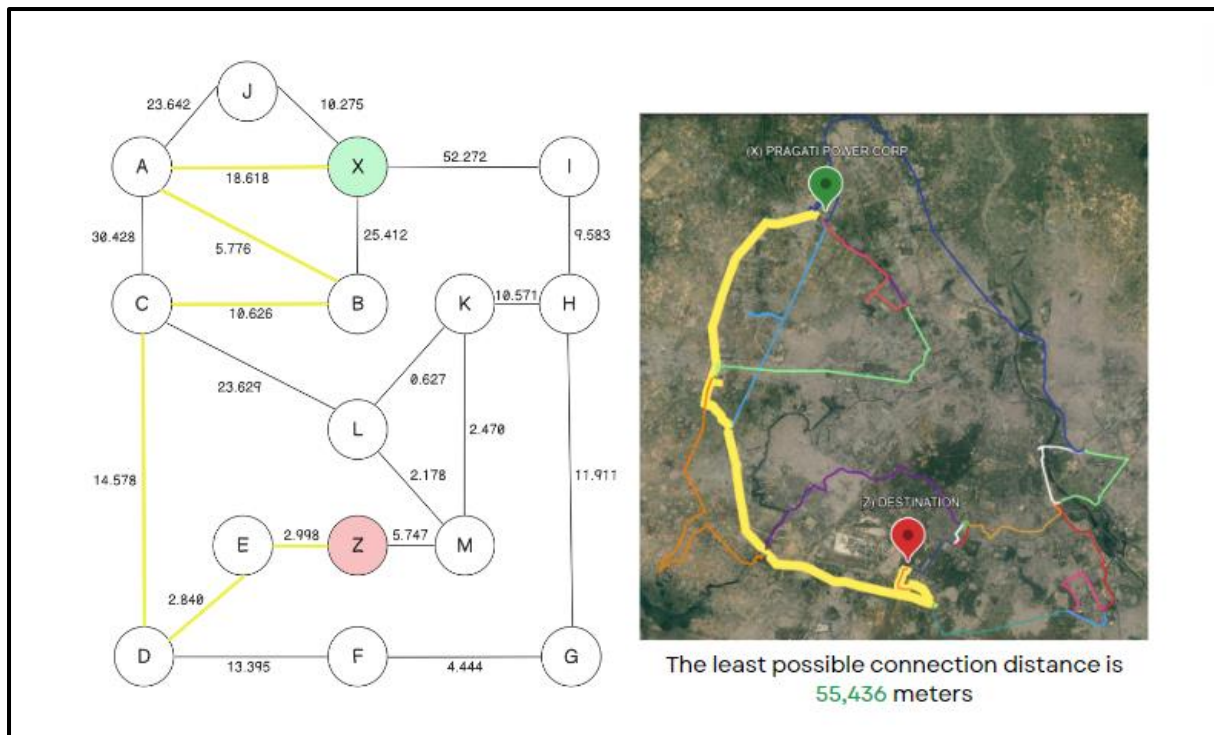 J
23.642
10.275
A
X
I
52.272
18.618
30.428
5.776
25.412
9.583
C
B
K
H
10.571
10.626
23.629
0.627
L
2.470
14.578
2.178
11.911
E
2.998
Z
5.747
M
2.840
D
F
G
13.395
4.444
(X) PRAGATI POWER CORP
(Z) DESTINATION
The least possible connection distance is
55,436 meters